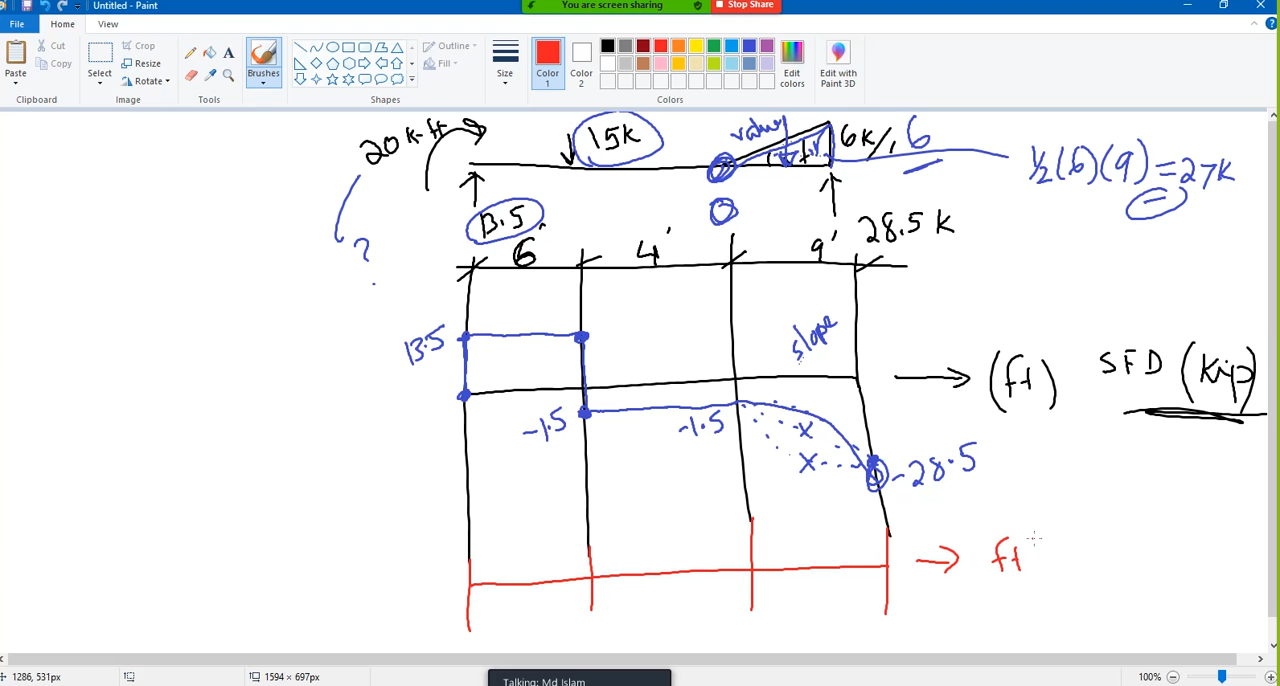 Untitled - Paint
You are screen sharing
Stop Share
File
Home
View
Paste
Cut
Copy
Clipboard
Select
Crop
Resize
Rotate
Image
Tools
Brushes
Outline
Fill
Shapes
Size
Color 1
Color 2
Edit colors
Edit with Paint 3D
Colors
20 k-ft
15K
value
6K/,
6
½(6)(9) = 27K
13.5
28.5 K
6'
4'
9'
?
13.5
slope
(ft)
SFD (kip)
-1.5
-1.5
x
x
-28.5
ft
1286, 531px
1594 × 697px
Talking: Md Islam
100%